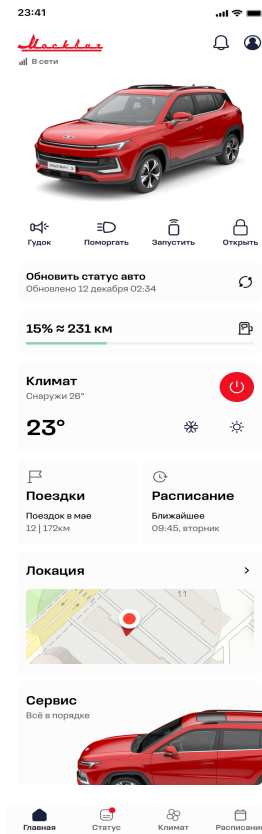 23:41
Москвич
В сети
Гудок
Поморгать
Запустить
Открыть
Обновить статус авто
Обновлено 12 декабря 02:34
15% ≈ 231 км
Климат
Снаружи 26°
23°
Поездки
Поездок в мае
12 | 172км
Расписание
Ближайшее
09:45, вторник
Локация
11
Сервис
Всё в порядке
Главная
Статус
Климат
Расписание